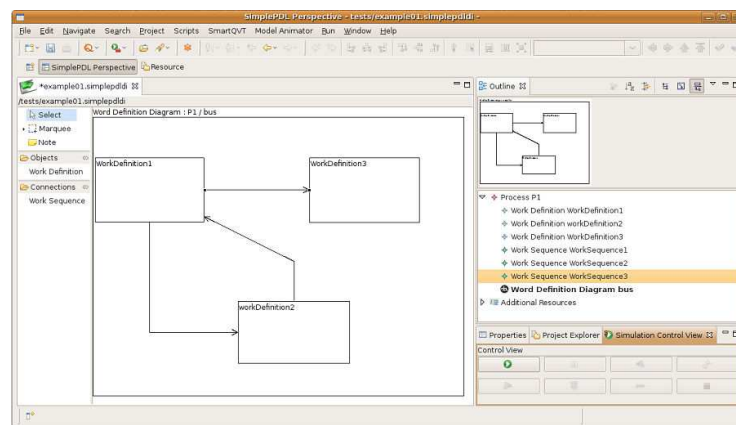 SimplePDL Perspective - tests/example01.simplepdldi -
File Edit Navigate Search Project Scripts SmartQVT Model Animator Run Window Help
SimplePDL Perspective Resource
*example01.simplepdldi
/tests/example01.simplepdldi
Select
Marquee
Note
Objects
Work Definition
Connections
Work Sequence
Word Definition Diagram : P1 / bus
WorkDefinition1
WorkDefinition3
workDefinition2
Outline
Process P1
Work Definition WorkDefinition1
Work Definition workDefinition2
Work Definition WorkDefinition3
Work Sequence WorkSequence1
Work Sequence WorkSequence2
Work Sequence WorkSequence3
Word Definition Diagram bus
Additional Resources
Properties Project Explorer Simulation Control View
Control View